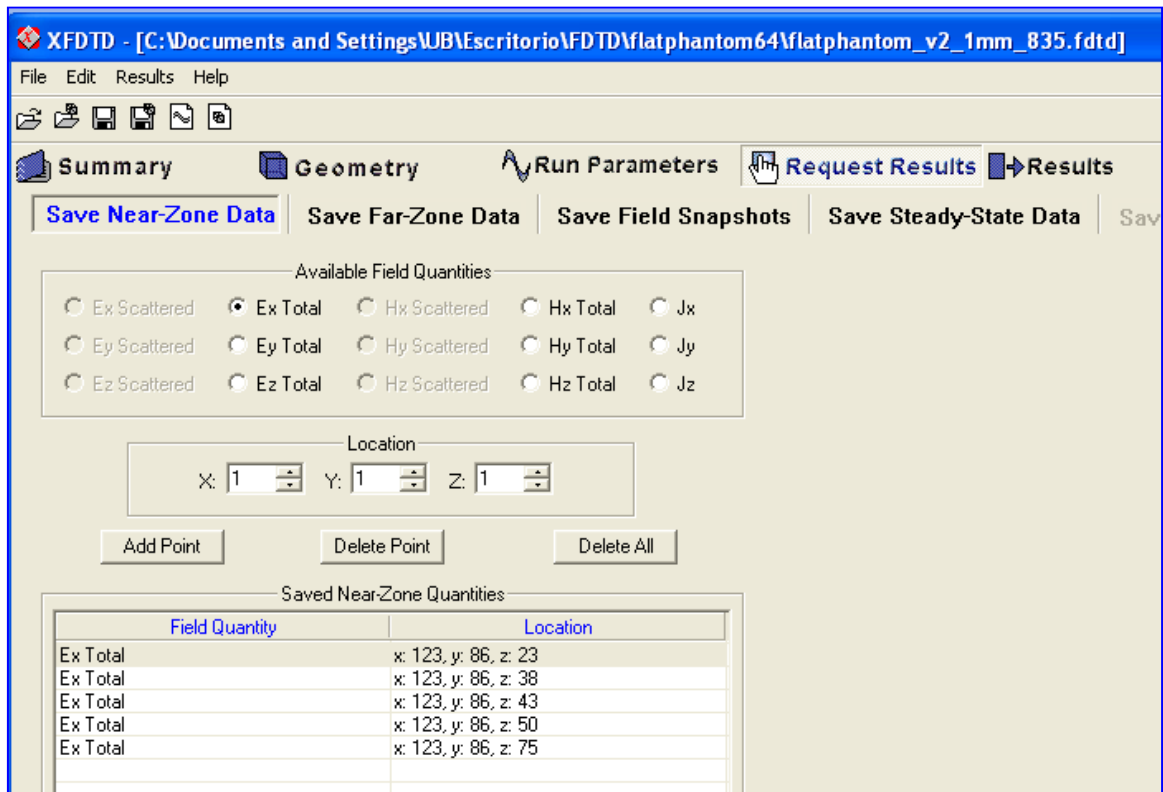 XFDTD - [C:\Documents and Settings\UB\Escritorio\FDTD\flatphantom64\flatphantom_v2_1mm_835.fdtd]
File Edit Results Help
Summary Geometry Run Parameters Request Results Results
Save Near-Zone Data Save Far-Zone Data Save Field Snapshots Save Steady-State Data Sav
Available Field Quantities
Ex Scattered Ex Total Hx Scattered Hx Total Jx
Ey Scattered Ey Total Hy Scattered Hy Total Jy
Ez Scattered Ez Total Hz Scattered Hz Total Jz
Location
X: 1 Y: 1 Z: 1
Add Point Delete Point Delete All
Saved Near-Zone Quantities
Field Quantity Location
Ex Total x: 123, y: 86, z: 23
Ex Total x: 123, y: 86, z: 38
Ex Total x: 123, y: 86, z: 43
Ex Total x: 123, y: 86, z: 50
Ex Total x: 123, y: 86, z: 75